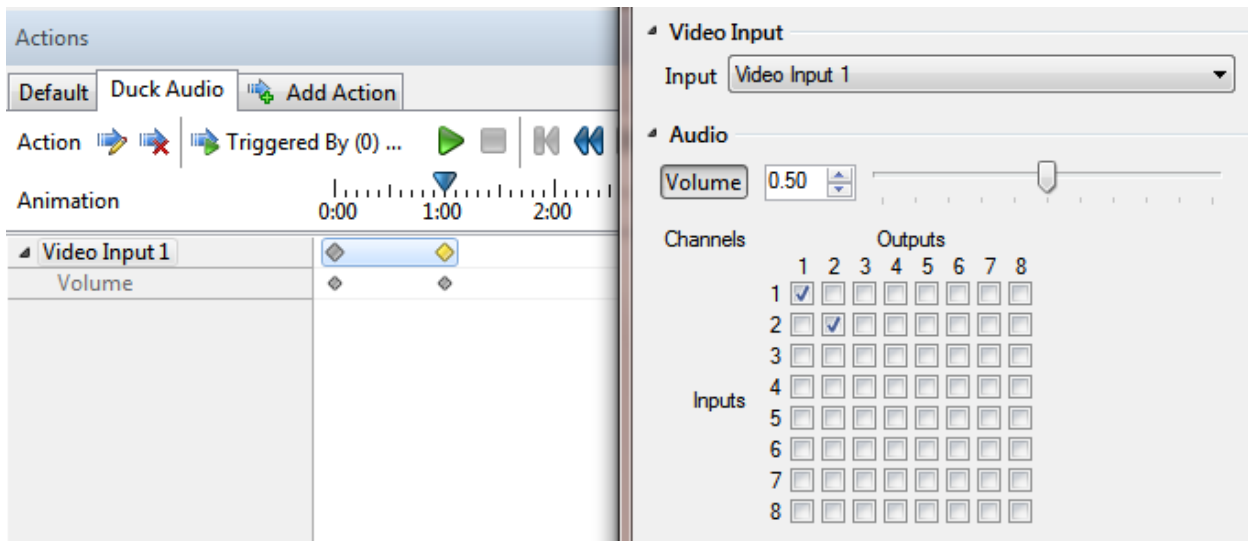 Actions
Default Duck Audio Add Action
Action Triggered By (0) ...
Animation 0:00 1:00 2:00
Video Input 1
Volume
Video Input
Input Video Input 1
Audio
Volume 0.50
Channels Outputs
1 2 3 4 5 6 7 8
1
2
3
4
Inputs
5
6
7
8